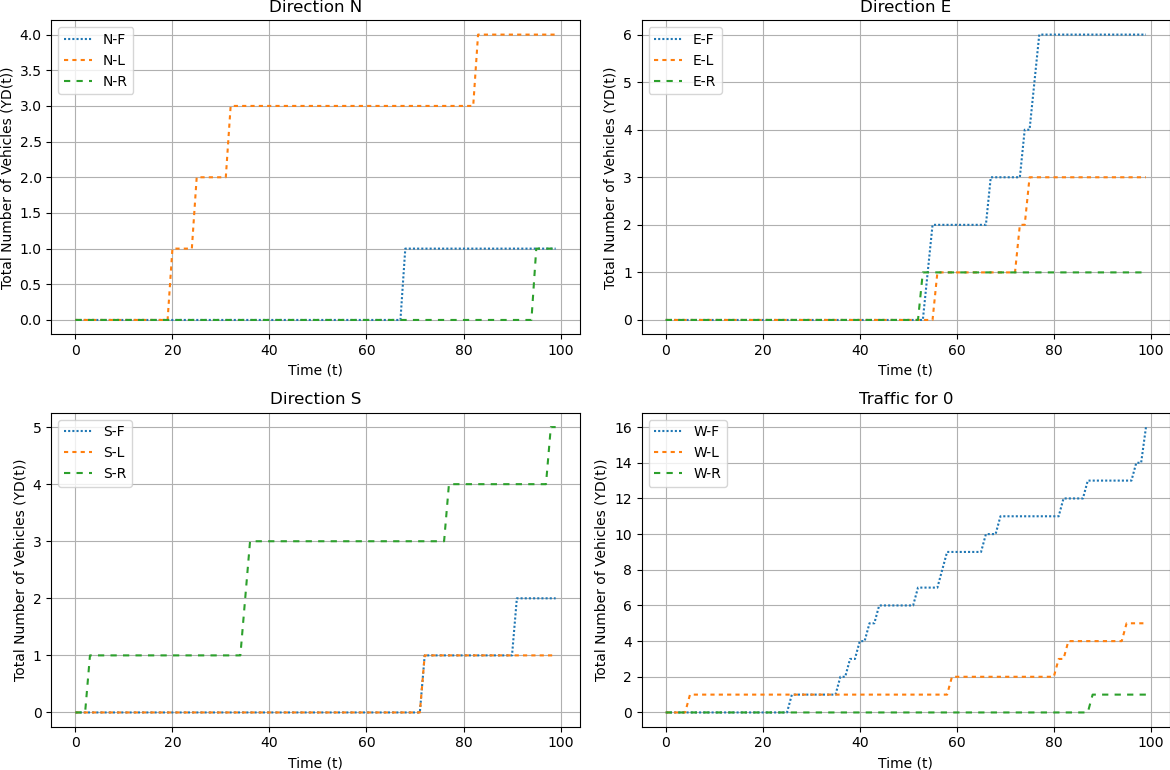 Direction N
Total Number of Vehicles (YD(t))
4.0
3.5
3.0
2.5
2.0
1.5
1.0
0.5
0.0
N-F
N-L
N-R
0 20 40 60 80 100
Time (t)
Direction E
Total Number of Vehicles (YD(t))
6
5
4
3
2
1
0
E-F
E-L
E-R
0 20 40 60 80 100
Time (t)
Direction S
Total Number of Vehicles (YD(t))
5
4
3
2
1
0
S-F
S-L
S-R
0 20 40 60 80 100
Time (t)
Traffic for 0
Total Number of Vehicles (YD(t))
16
14
12
10
8
6
4
2
0
W-F
W-L
W-R
0 20 40 60 80 100
Time (t)